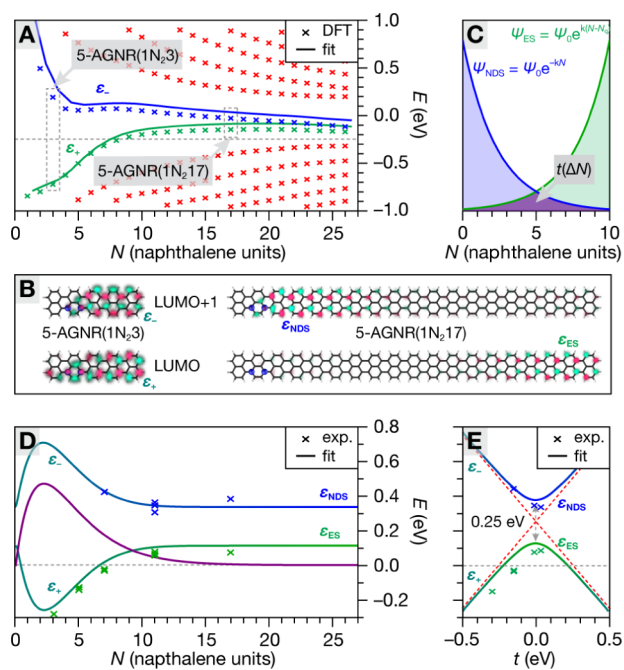 A
5-AGNR(1N₂3)
× DFT
— fit
ε₋
ε₊
5-AGNR(1N₂17)
1.0
0.5
0.0
−0.5
−1.0
E (eV)
0 5 10 15 20 25
N (naphthalene units)
C
Ψ_ES = Ψ₀e^k(N−N₀)
Ψ_NDS = Ψ₀e^−kN
t(ΔN)
0 5 10
N (naphthalene units)
B
LUMO+1
ε₋
5-AGNR(1N₂3)
ε_NDS
5-AGNR(1N₂17)
LUMO
ε₊
ε_ES
D
× exp.
— fit
ε₋
ε_NDS
ε_ES
ε₊
0.8
0.6
0.4
0.2
0.0
−0.2
E (eV)
0 5 10 15 20 25
N (naphthalene units)
E
× exp.
— fit
ε₋
ε_NDS
0.25 eV
ε_ES
ε₊
−0.5 0.0 0.5
t (eV)